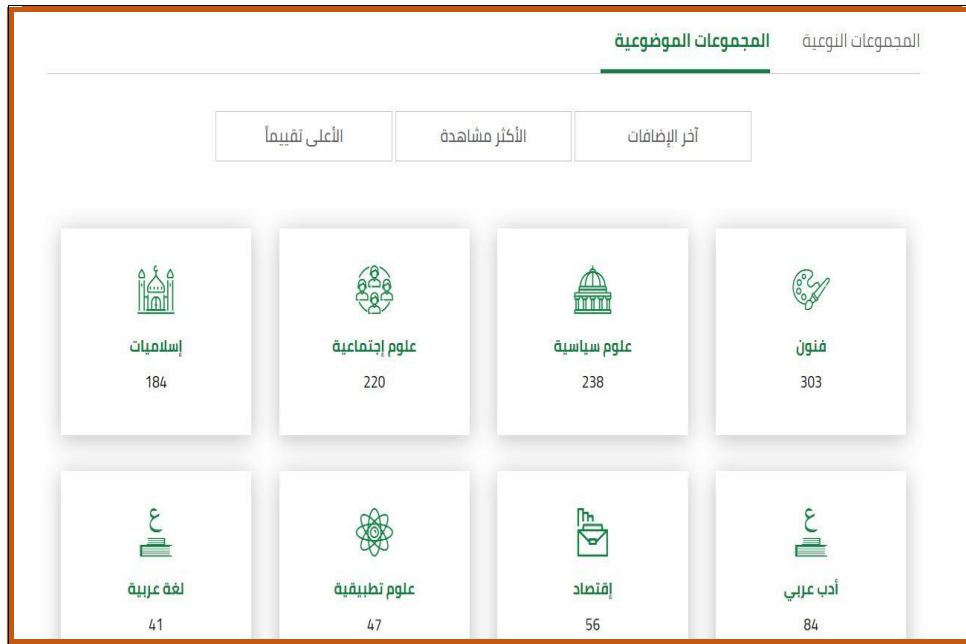 المجموعات النوعية المجموعات الموضوعية
آخر الإضافات الأكثر مشاهدة الأعلى تقييماً
فنون علوم سياسية علوم إجتماعية إسلاميات
303 238 220 184
أدب عربي إقتصاد علوم تطبيقية لغة عربية
84 56 47 41